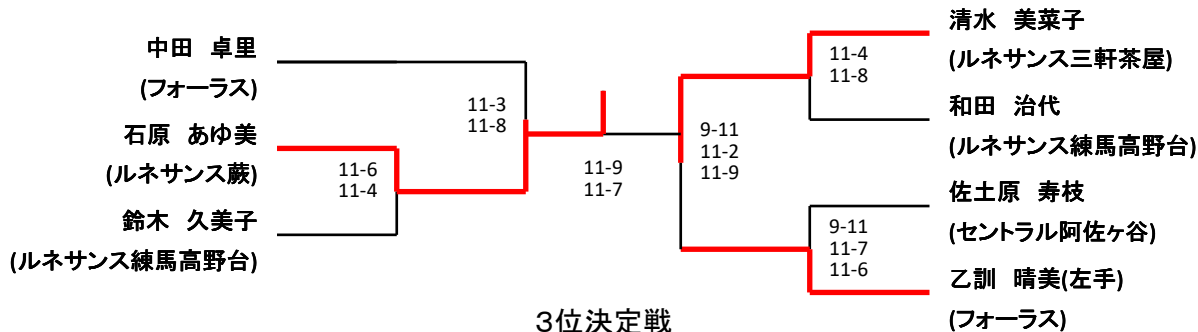 中田　卓里
(フォーラス)
石原　あゆ美
(ルネサンス蕨)
鈴木　久美子
(ルネサンス練馬高野台)
11-6
11-4
11-3
11-8
11-9
11-7
9-11
11-2
11-9
11-4
11-8
9-11
11-7
11-6
清水　美菜子
(ルネサンス三軒茶屋)
和田　治代
(ルネサンス練馬高野台)
佐土原　寿枝
(セントラル阿佐ヶ谷)
乙訓　晴美(左手)
(フォーラス)
３位決定戦